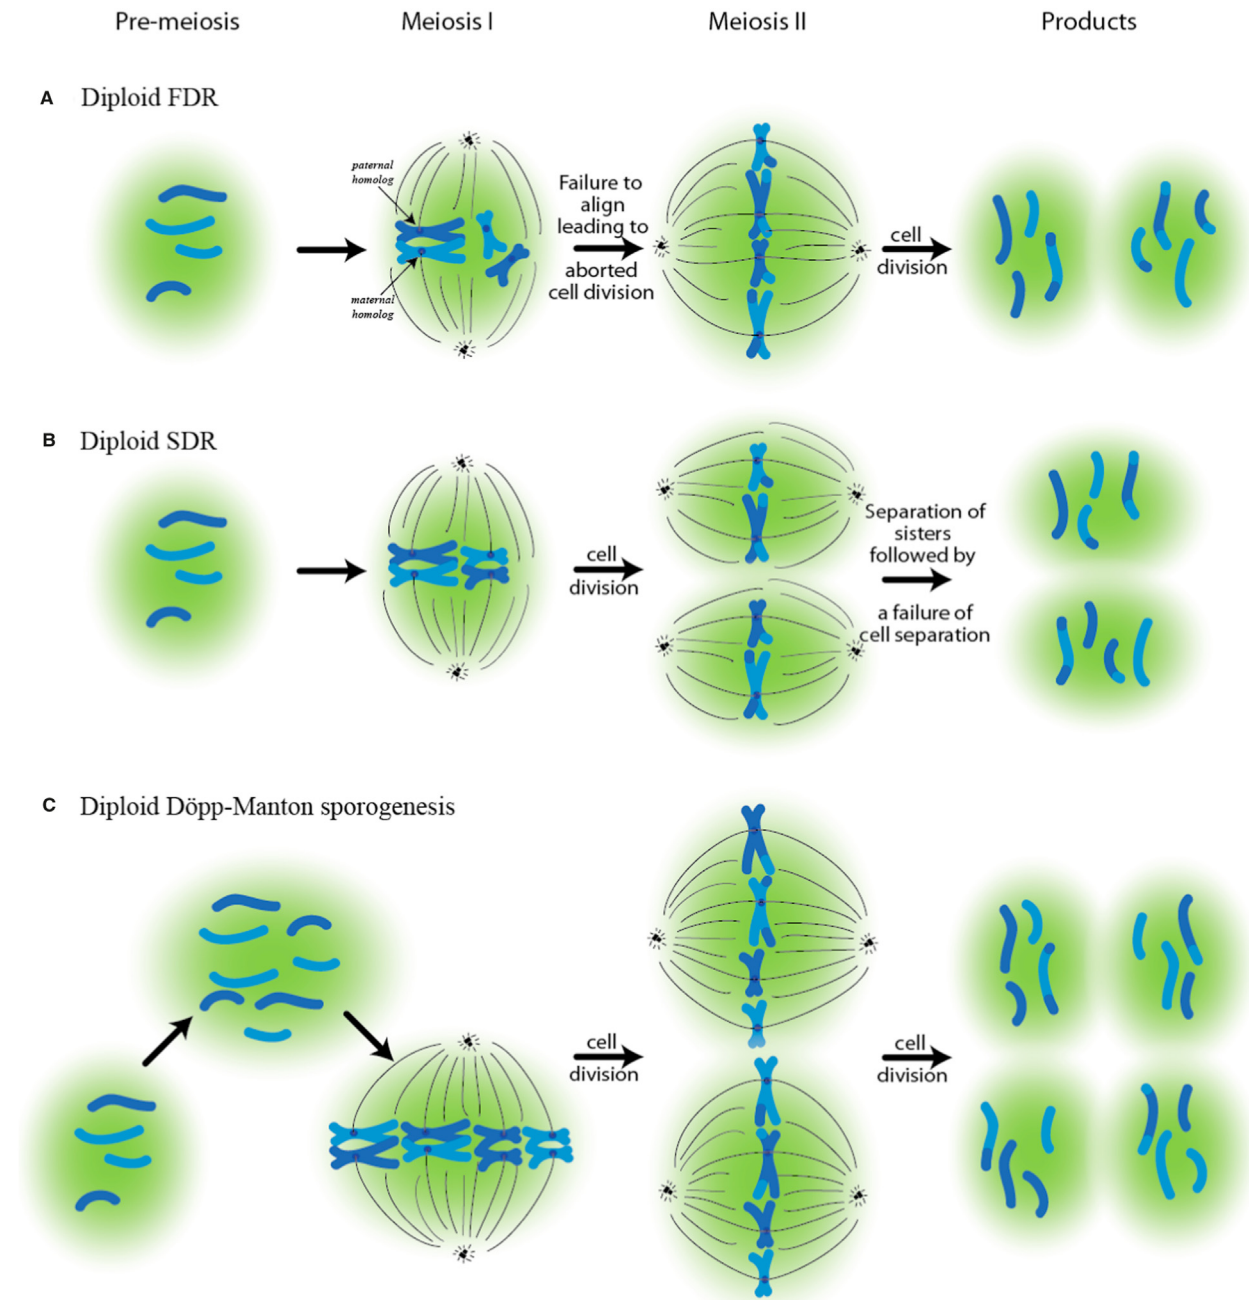 Pre-meiosis Meiosis I Meiosis II Products
A Diploid FDR
paternal
homolog
maternal
homolog
Failure to
align
leading to
aborted
cell division
cell
division
B Diploid SDR
cell
division
Separation of
sisters
followed by
a failure of
cell separation
C Diploid Döpp-Manton sporogenesis
cell
division
cell
division